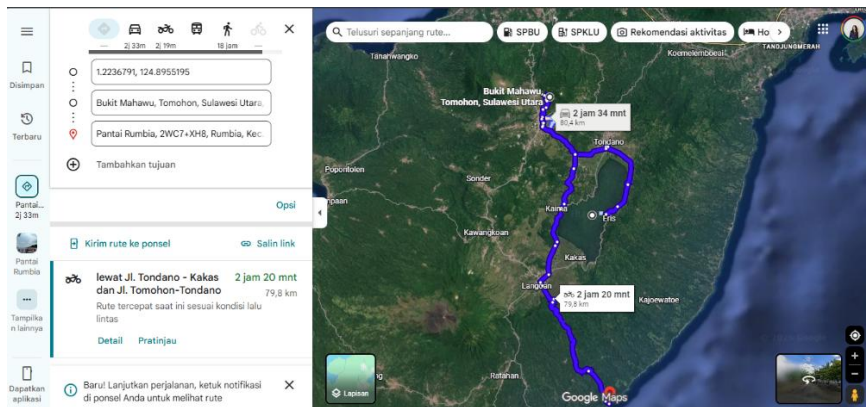 2j 33m
2j 19m
18 jam
1.2236791, 124.8955195
Bukit Mahawu, Tomohon, Sulawesi Utara,
Pantai Rumbia, 2WC7+XH8, Rumbia, Kec.
Tambahkan tujuan
Opsi
Kirim rute ke ponsel
Salin link
lewat Jl. Tondano - Kakas
dan Jl. Tomohon-Tondano
2 jam 20 mnt
79,8 km
Rute tercepat saat ini sesuai kondisi lalu
lintas
Detail
Pratinjau
Baru! Lanjutkan perjalanan, ketuk notifikasi
di ponsel Anda untuk melihat rute
Disimpan
Terbaru
Pantai...
2j 33m
Pantai
Rumbia
Tampilka
n lainnya
Dapatkan
aplikasi
Telusuri sepanjang rute...
SPBU
SPKLU
Rekomendasi aktivitas
Ho
TANDJUNGMERAH
Koemelemboeai
Tanahwangko
Bukit Mahawu,
Tomohon, Sulawesi Utara
2 jam 34 mnt
80,4 km
Tondano
Popontolen
Sonder
Eris
Kawangkoan
Kakas
Langoan
2 jam 20 mnt
79,8 km
Kajoewatoe
Ratahan
Google Maps
Lapisan